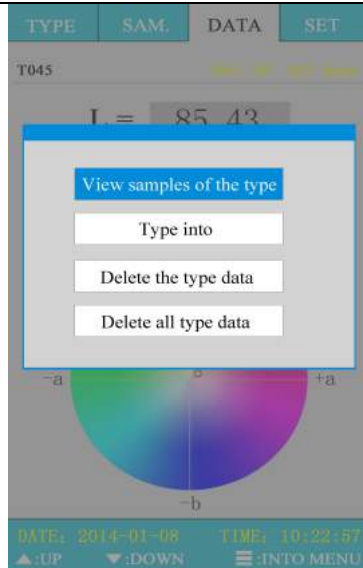 TYPE SAM. DATA SET
T045
L = 85.43
View samples of the type
Type into
Delete the type data
Delete all type data
-a +a
-b
DATE: 2014-01-08 TIME: 10:22:57
▲:UP ▼:DOWN ☰:INTO MENU